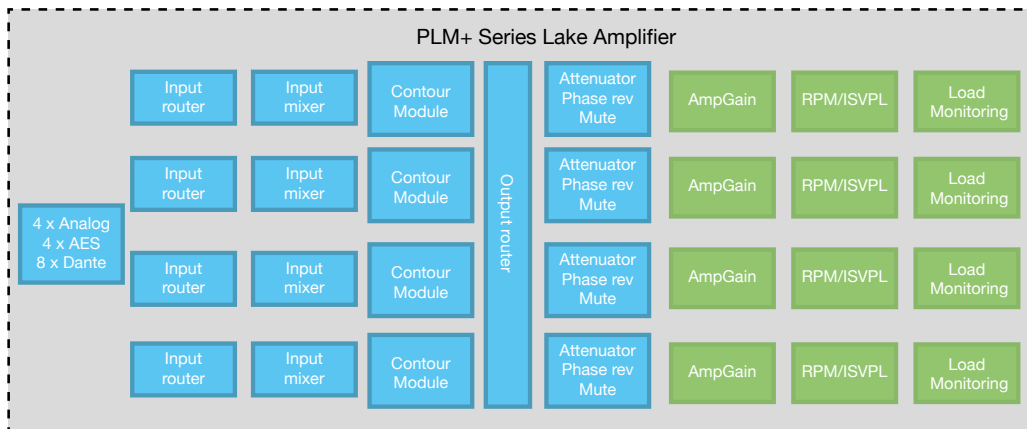 PLM+ Series Lake Amplifier
4 x Analog
4 x AES
8 x Dante
Input
router
Input
mixer
Contour
Module
Output router
Attenuator
Phase rev
Mute
AmpGain
RPM/ISVPL
Load
Monitoring
Input
router
Input
mixer
Contour
Module
Attenuator
Phase rev
Mute
AmpGain
RPM/ISVPL
Load
Monitoring
Input
router
Input
mixer
Contour
Module
Attenuator
Phase rev
Mute
AmpGain
RPM/ISVPL
Load
Monitoring
Input
router
Input
mixer
Contour
Module
Attenuator
Phase rev
Mute
AmpGain
RPM/ISVPL
Load
Monitoring